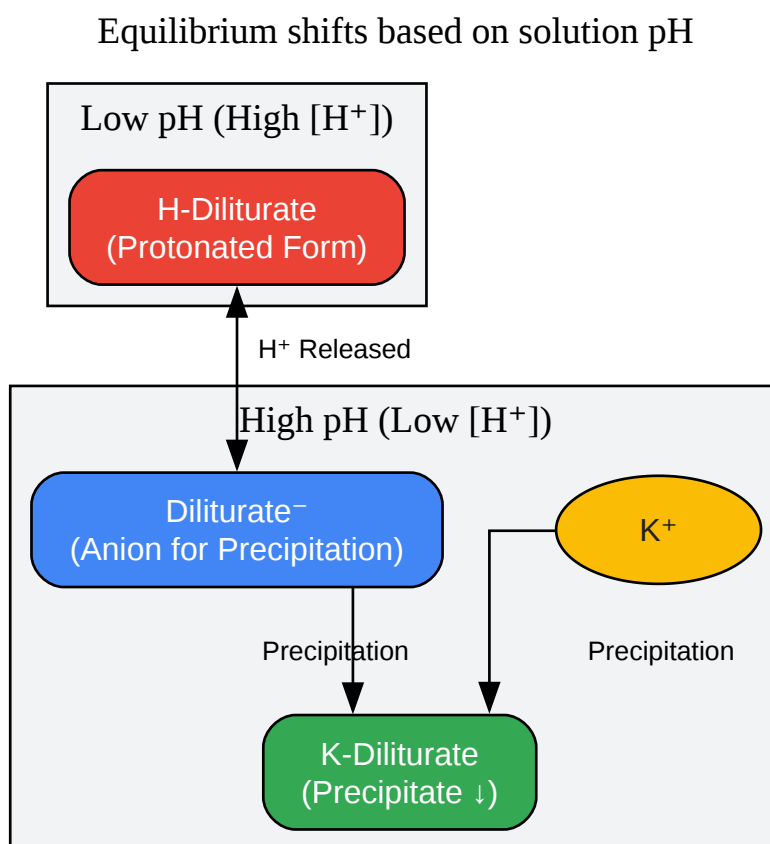 Equilibrium shifts based on solution pH
Low pH (High [H⁺])
H-Diliturate
(Protonated Form)
H⁺ Released
High pH (Low [H⁺])
Diliturate⁻
(Anion for Precipitation)
K⁺
Precipitation
Precipitation
K-Diliturate
(Precipitate ↓)